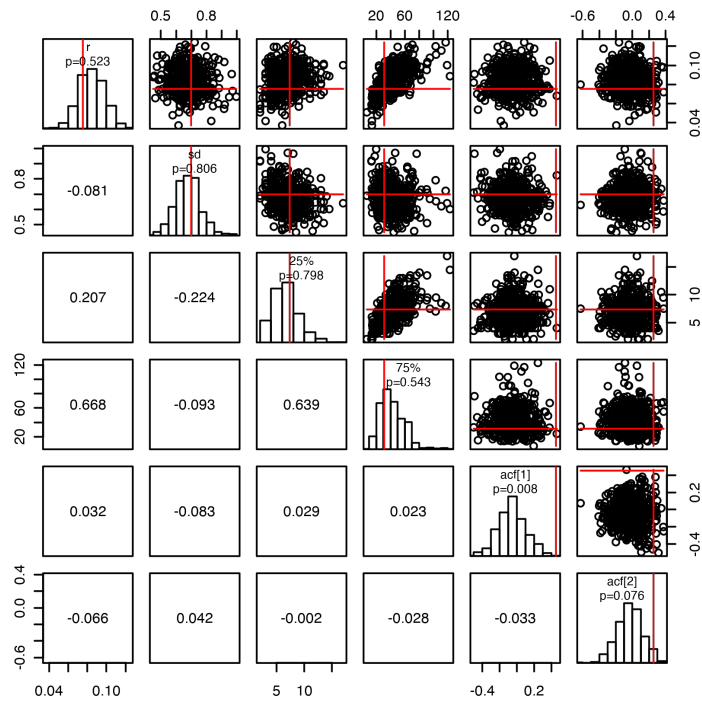 0.5 0.8
20 60 120
-0.6 0.0 0.4
r
p=0.523
0.04 0.10
-0.081
sd
p=0.806
0.5 0.8
0.207
-0.224
25%
p=0.798
5 10
0.668
-0.093
0.639
75%
p=0.543
20 60 120
0.032
-0.083
0.029
0.023
acf[1]
p=0.008
-0.4 0.2
-0.066
0.042
-0.002
-0.028
-0.033
acf[2]
p=0.076
-0.6 0.0 0.4
0.04 0.10
5 10
-0.4 0.2